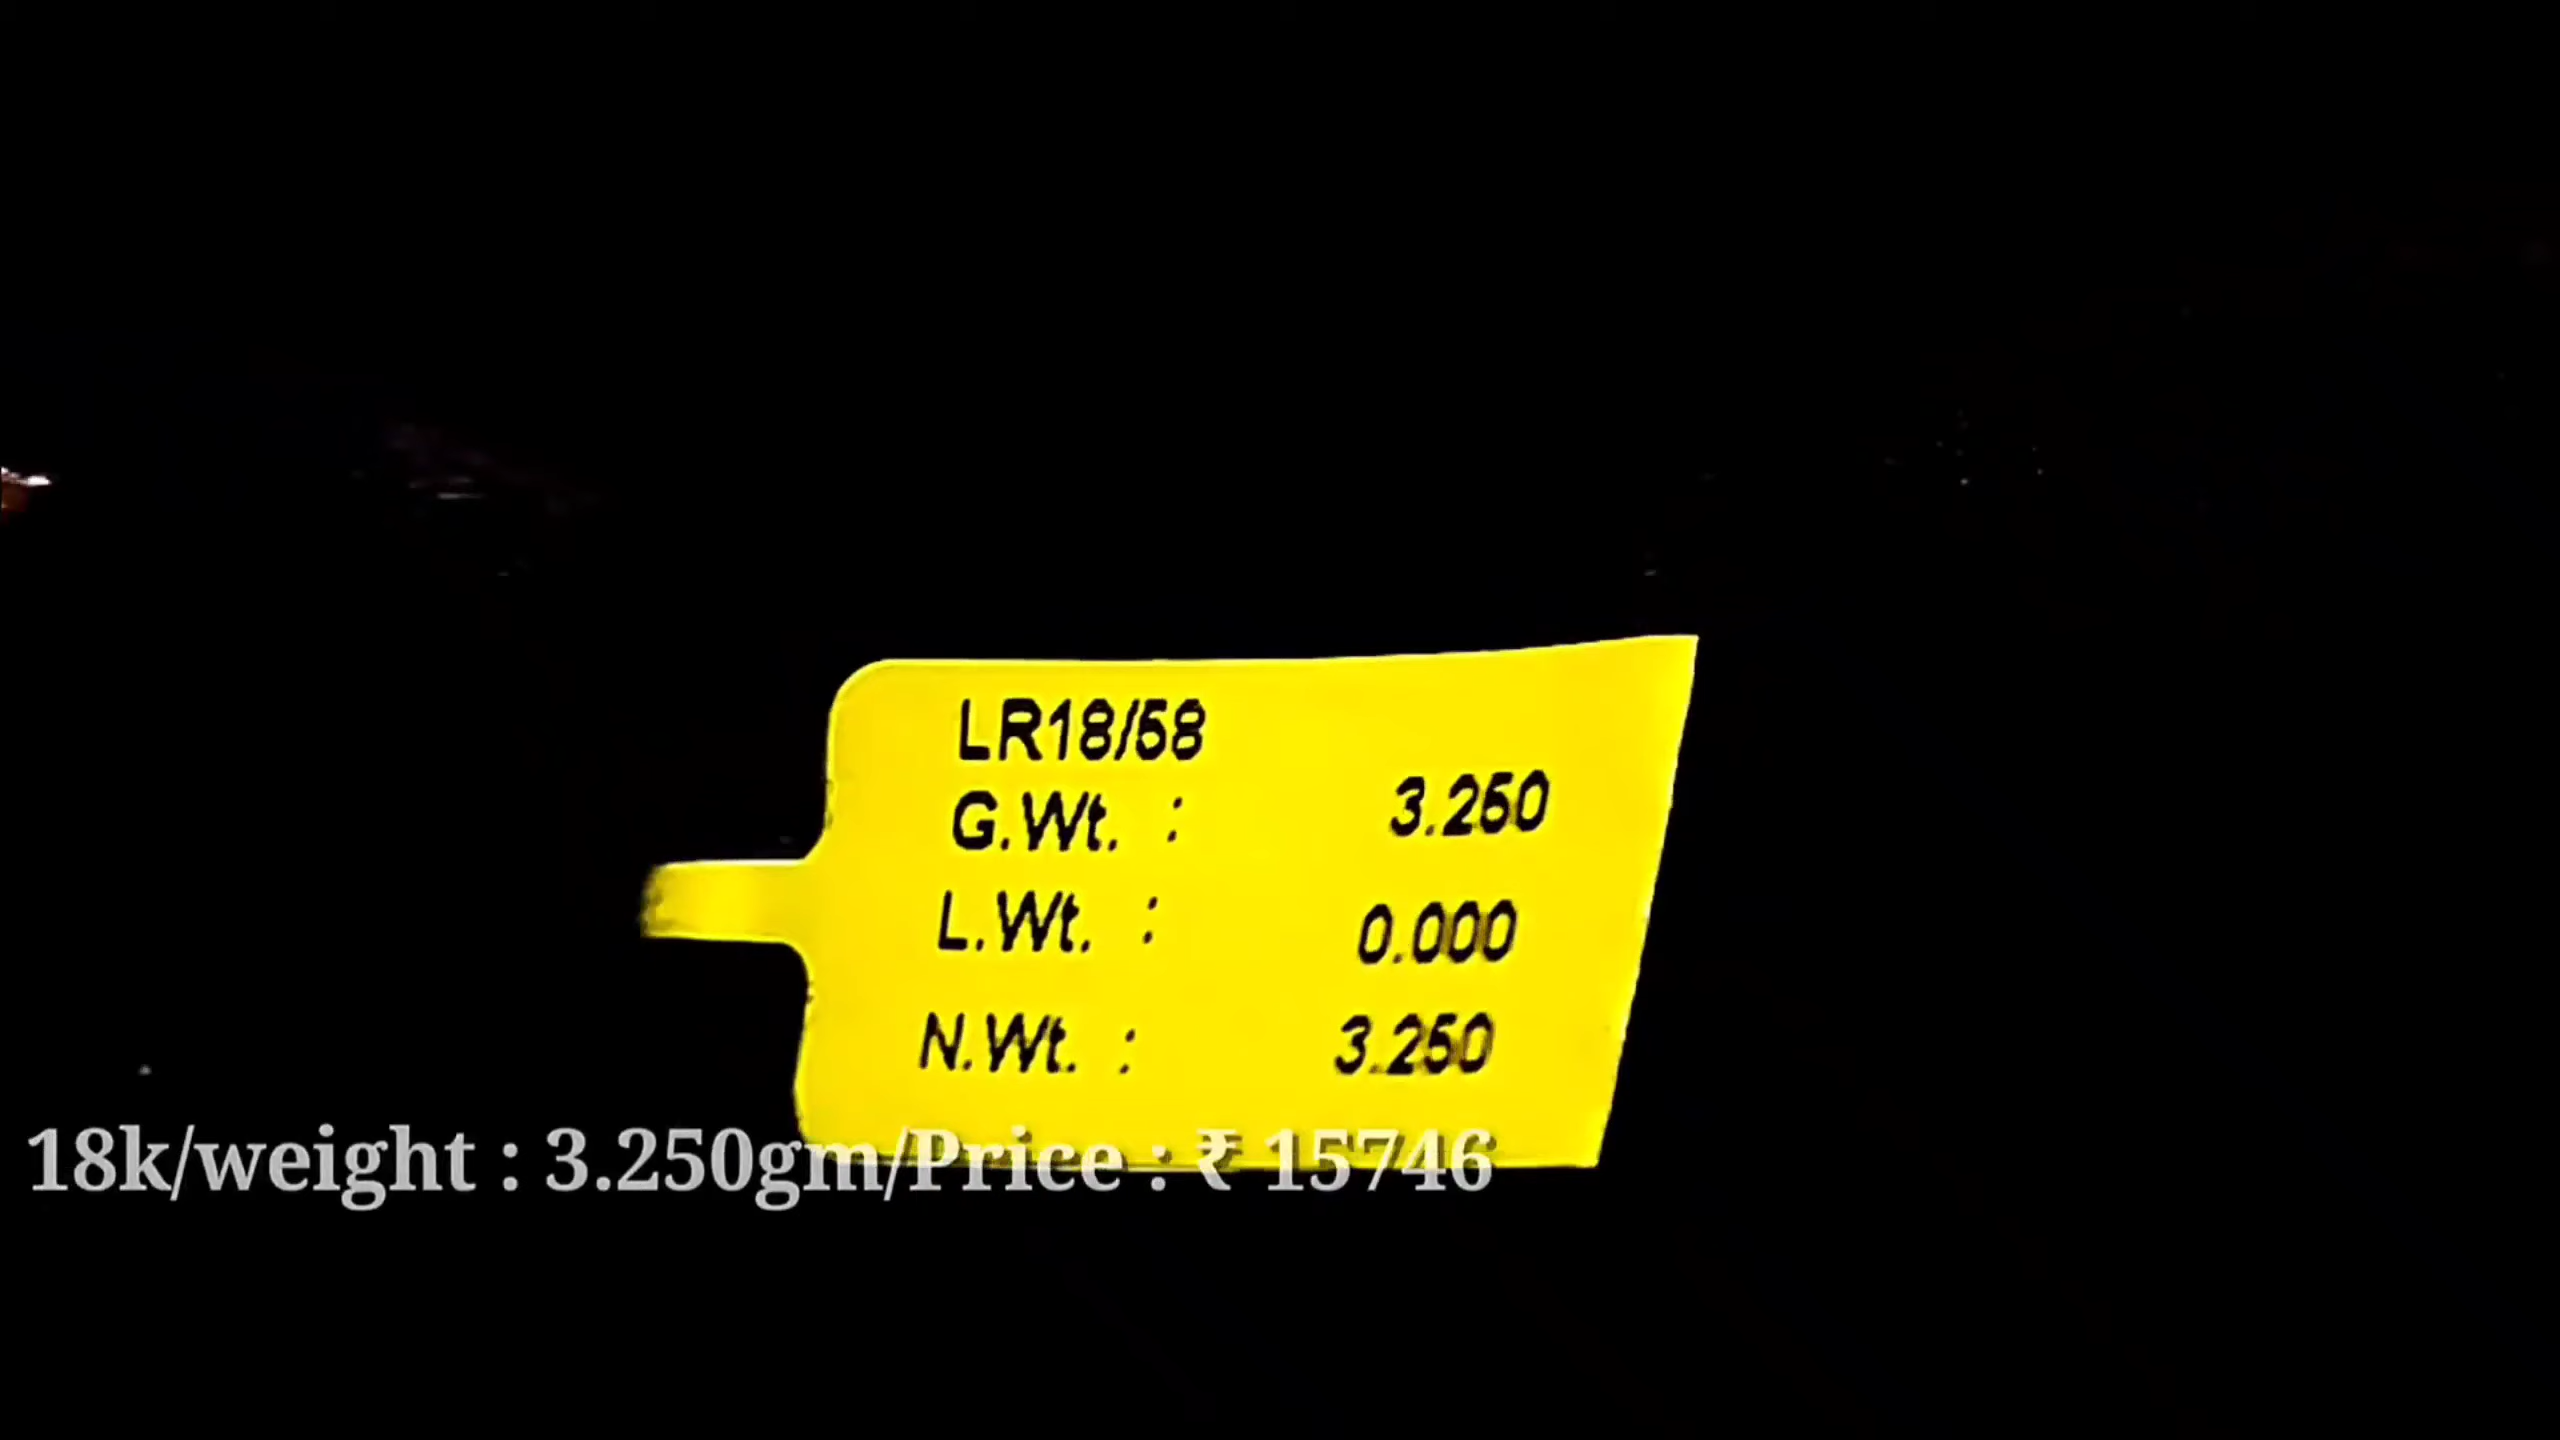 LR18/58
G.Wt. : 3.250
L.Wt. : 0.000
N.Wt. : 3.250
18k/weight : 3.250gm/Price : ₹ 15746